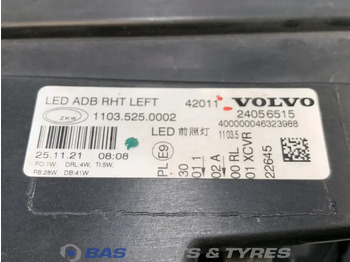 LED ADB RHT LEFT 42011 VOLVO
ZKW 1103.525.0002 24056515
LED 前照灯 1103.5 400000046323988
25.11.21 08:08
PO:1W, DRL:4W, TI:5W,
PB:28W, DB:41W
PL E9
30
01.1
02 A
00 RL
01 XCVR
22645
BAS & TYRES